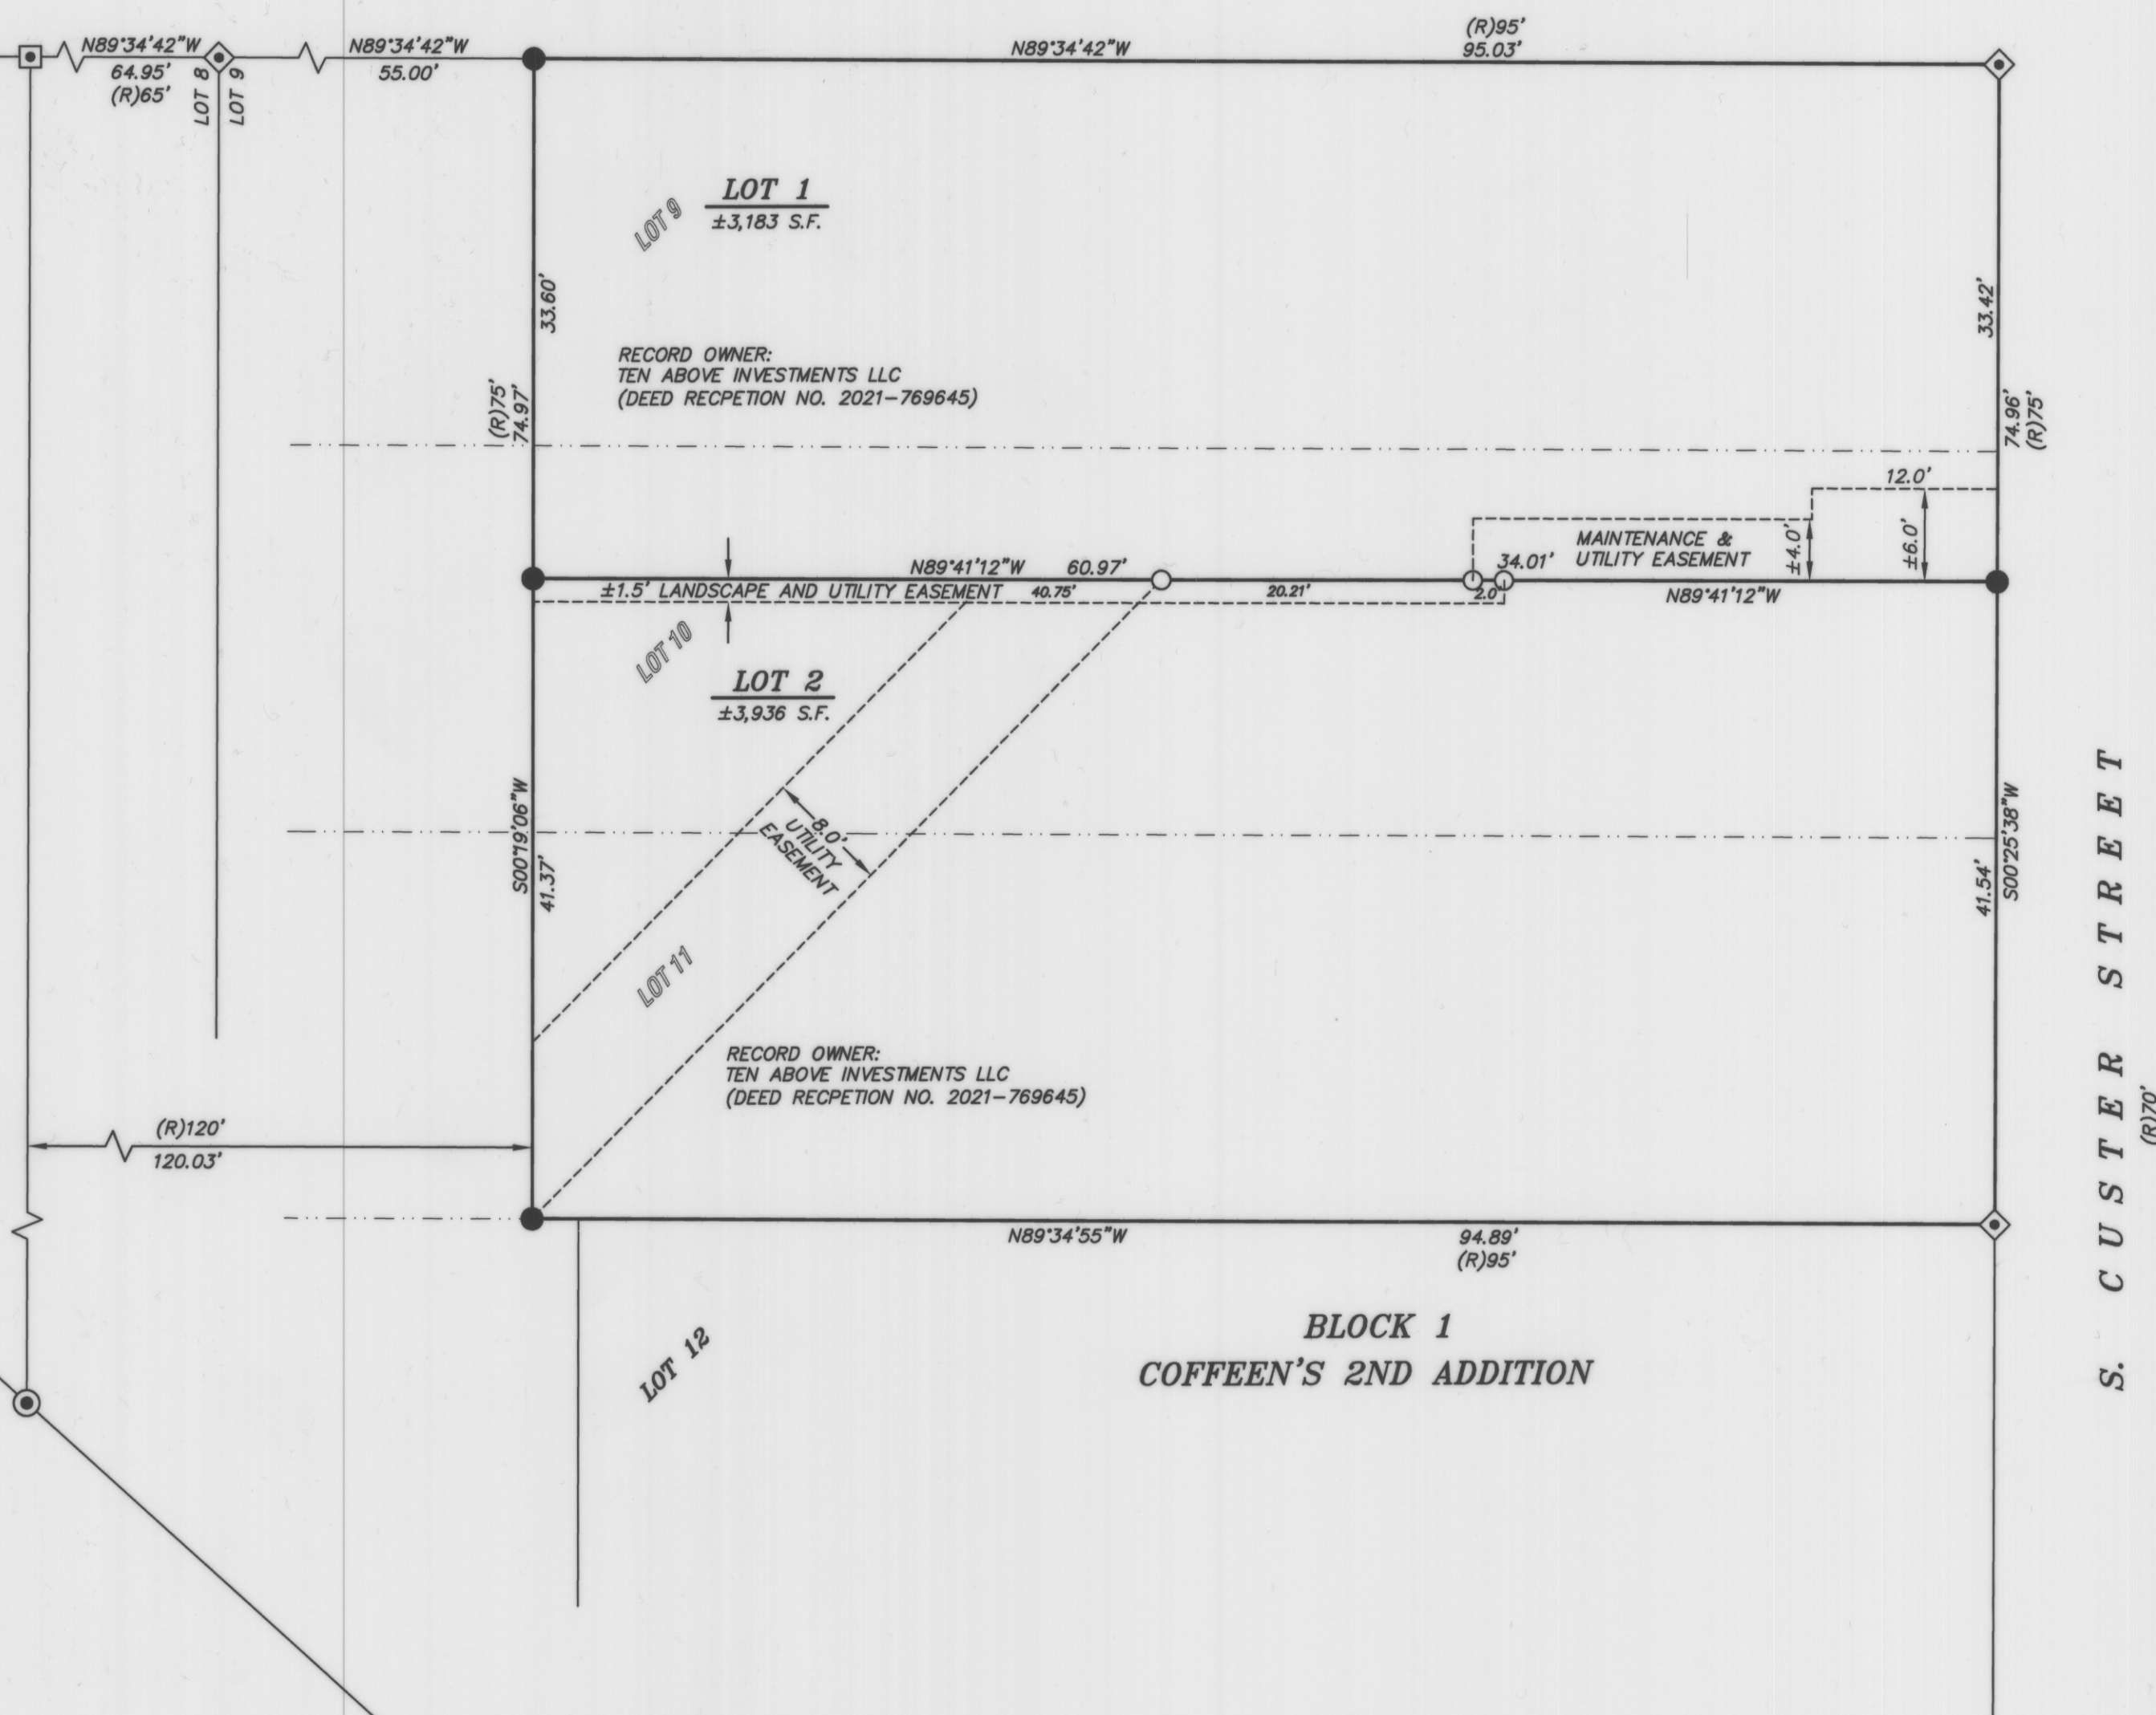 N89°34'42"W
64.95'
(R)65'
LOT 8
LOT 9
N89°34'42"W
55.00'
N89°34'42"W
(R)95'
95.03'
LOT 9
LOT 1
±3,183 S.F.
33.60'
33.42'
RECORD OWNER:
TEN ABOVE INVESTMENTS LLC
(DEED RECPETION NO. 2021-769645)
(R)75'
74.97'
74.96'
(R)75'
12.0'
MAINTENANCE &
UTILITY EASEMENT
±4.0'
±6.0'
34.01'
N89°41'12"W
60.97'
±1.5' LANDSCAPE AND UTILITY EASEMENT
40.75'
20.21'
2.0'
N89°41'12"W
LOT 10
LOT 2
±3,936 S.F.
8.0'
UTILITY
EASEMENT
S00°19'06"W
41.37'
41.54'
S00°25'38"W
LOT 11
RECORD OWNER:
TEN ABOVE INVESTMENTS LLC
(DEED RECPETION NO. 2021-769645)
(R)120'
120.03'
S. CUSTER STREET
(R)70'
N89°34'55"W
94.89'
(R)95'
LOT 12
BLOCK 1
COFFEEN'S 2ND ADDITION